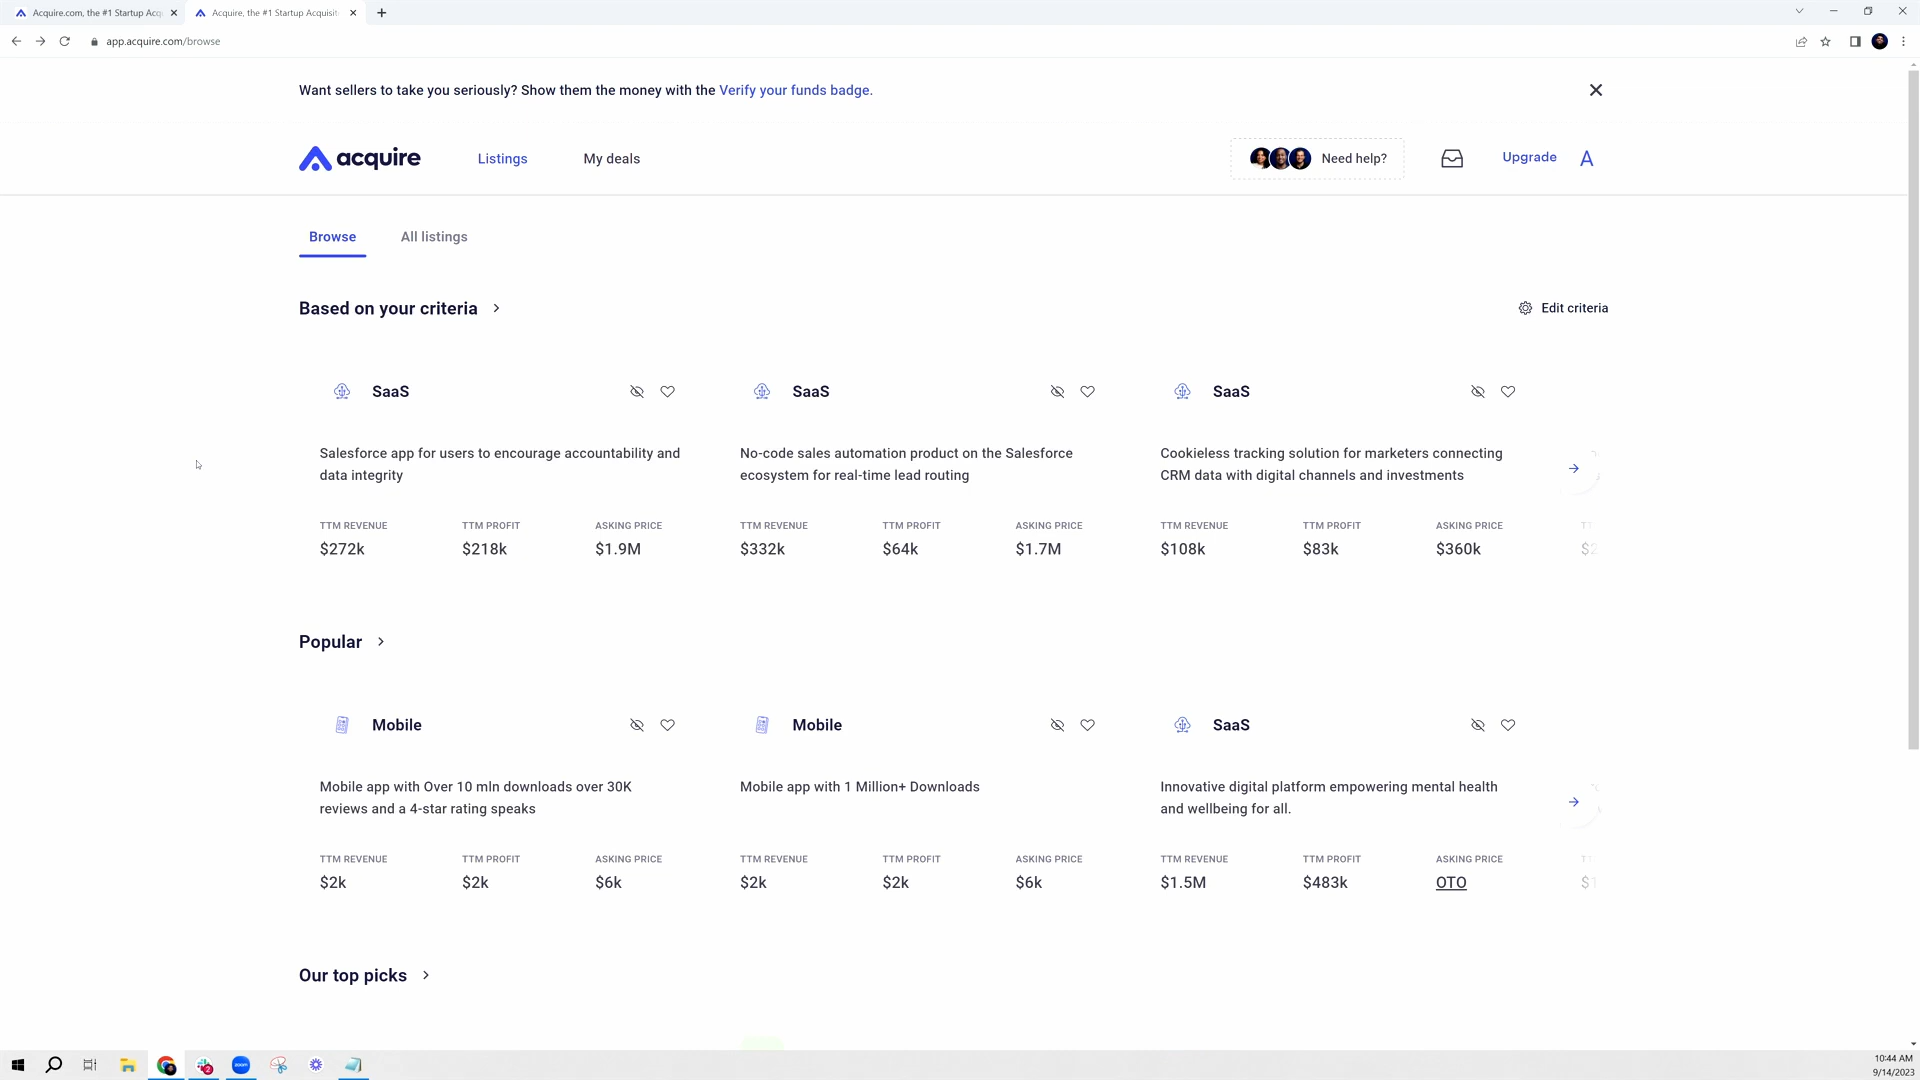 Acquire.com, the #1 Startup Acq
Acquire, the #1 Startup Acquisit
app.acquire.com/browse
Want sellers to take you seriously? Show them the money with the Verify your funds badge.
acquire
Listings
My deals
Need help?
Upgrade
A
Browse
All listings
Based on your criteria
Edit criteria
SaaS
SaaS
SaaS
Salesforce app for users to encourage accountability and
data integrity
No-code sales automation product on the Salesforce
ecosystem for real-time lead routing
Cookieless tracking solution for marketers connecting
CRM data with digital channels and investments
TTM REVENUE TTM PROFIT ASKING PRICE TTM REVENUE TTM PROFIT ASKING PRICE TTM REVENUE TTM PROFIT ASKING PRICE
$272k $218k $1.9M $332k $64k $1.7M $108k $83k $360k
Popular
Mobile
Mobile
SaaS
Mobile app with Over 10 mln downloads over 30K
reviews and a 4-star rating speaks
Mobile app with 1 Million+ Downloads
Innovative digital platform empowering mental health
and wellbeing for all.
TTM REVENUE TTM PROFIT ASKING PRICE TTM REVENUE TTM PROFIT ASKING PRICE TTM REVENUE TTM PROFIT ASKING PRICE
$2k $2k $6k $2k $2k $6k $1.5M $483k OTO
Our top picks
zoom
2
10:44 AM
9/14/2023